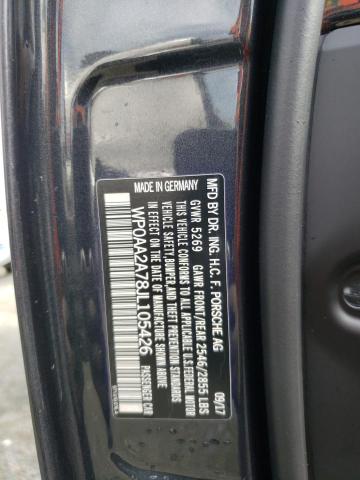 MFD BY DR. ING. H.C. F. PORSCHE AG 09/17
GVWR 5269 GAWR FRONT/REAR 2546/2855 LBS
THIS VEHICLE CONFORMS TO ALL APPLICABLE U.S. FEDERAL MOTOR
VEHICLE SAFETY, BUMPER AND THEFT PREVENTION STANDARDS
IN EFFECT ON THE DATE OF MANUFACTURE SHOWN ABOVE
MADE IN GERMANY PASSENGER CAR
WP0AA2A78JL105426